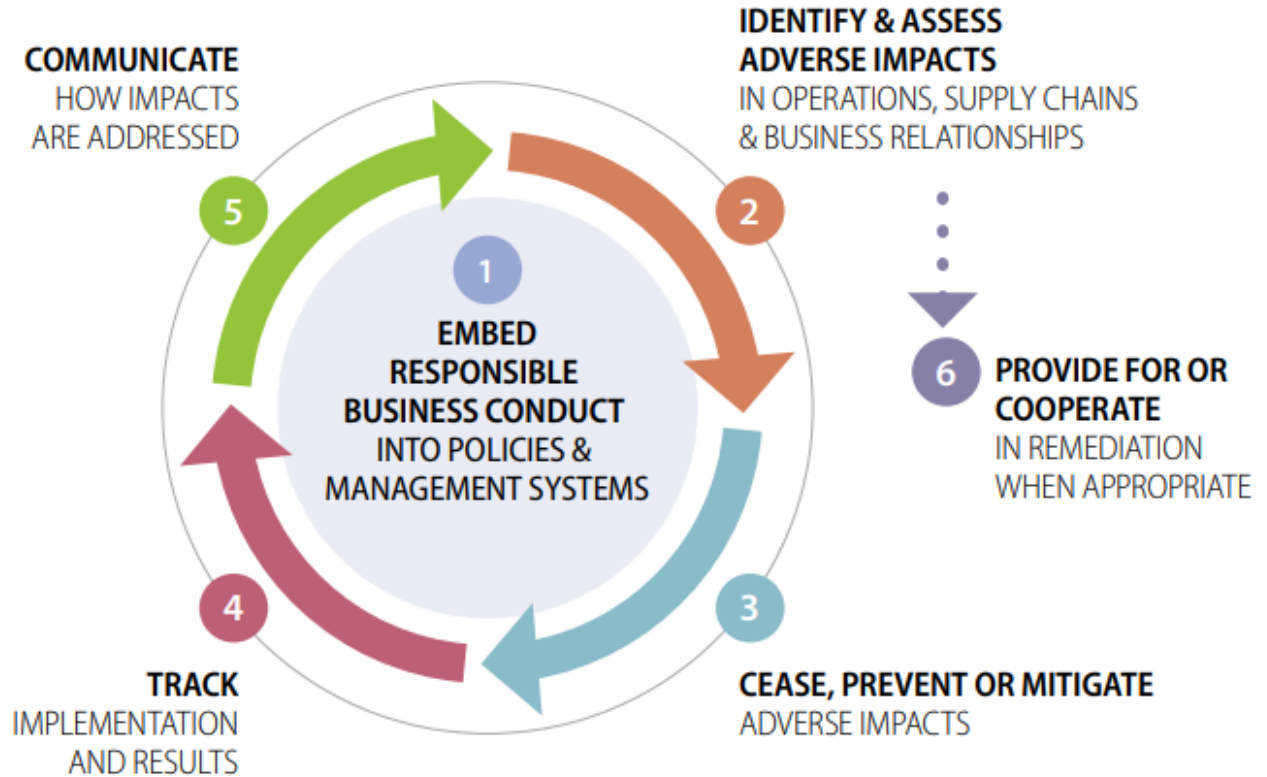 1
EMBED
RESPONSIBLE
BUSINESS CONDUCT
INTO POLICIES &
MANAGEMENT SYSTEMS
2
IDENTIFY & ASSESS
ADVERSE IMPACTS
IN OPERATIONS, SUPPLY CHAINS
& BUSINESS RELATIONSHIPS
3
CEASE, PREVENT OR MITIGATE
ADVERSE IMPACTS
4
TRACK
IMPLEMENTATION
AND RESULTS
5
COMMUNICATE
HOW IMPACTS
ARE ADDRESSED
6
PROVIDE FOR OR
COOPERATE
IN REMEDIATION
WHEN APPROPRIATE